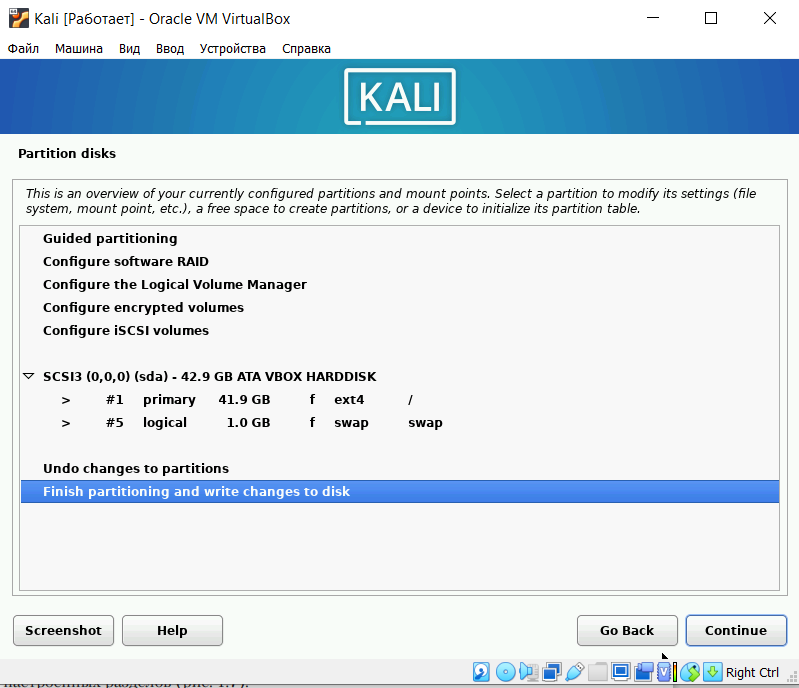 Kali [Работает] - Oracle VM VirtualBox
Файл Машина Вид Ввод Устройства Справка
KALI
Partition disks
This is an overview of your currently configured partitions and mount points. Select a partition to modify its settings (file
system, mount point, etc.), a free space to create partitions, or a device to initialize its partition table.
Guided partitioning
Configure software RAID
Configure the Logical Volume Manager
Configure encrypted volumes
Configure iSCSI volumes
SCSI3 (0,0,0) (sda) - 42.9 GB ATA VBOX HARDDISK
> #1 primary 41.9 GB f ext4 /
> #5 logical 1.0 GB f swap swap
Undo changes to partitions
Finish partitioning and write changes to disk
Screenshot Help Go Back Continue
Right Ctrl